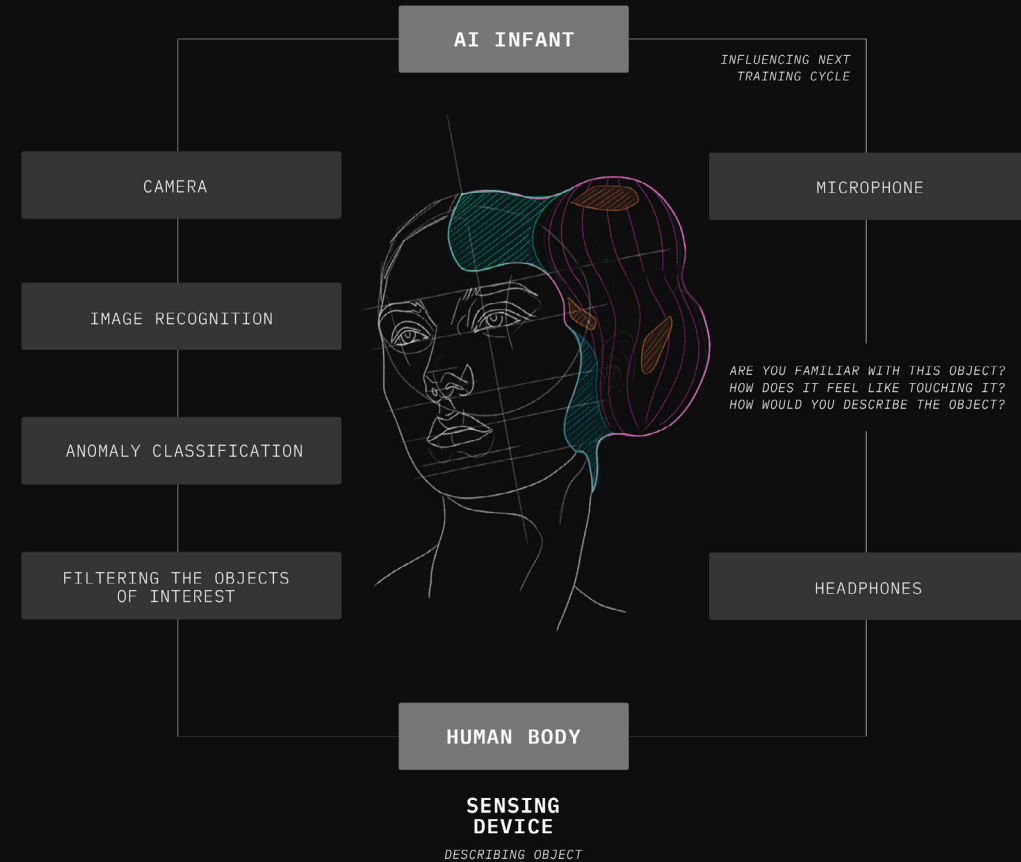 AI INFANT
INFLUENCING NEXT
TRAINING CYCLE
CAMERA
MICROPHONE
IMAGE RECOGNITION
ARE YOU FAMILIAR WITH THIS OBJECT?
HOW DOES IT FEEL LIKE TOUCHING IT?
HOW WOULD YOU DESCRIBE THE OBJECT?
ANOMALY CLASSIFICATION
FILTERING THE OBJECTS
OF INTEREST
HEADPHONES
HUMAN BODY
SENSING
DEVICE
DESCRIBING OBJECT